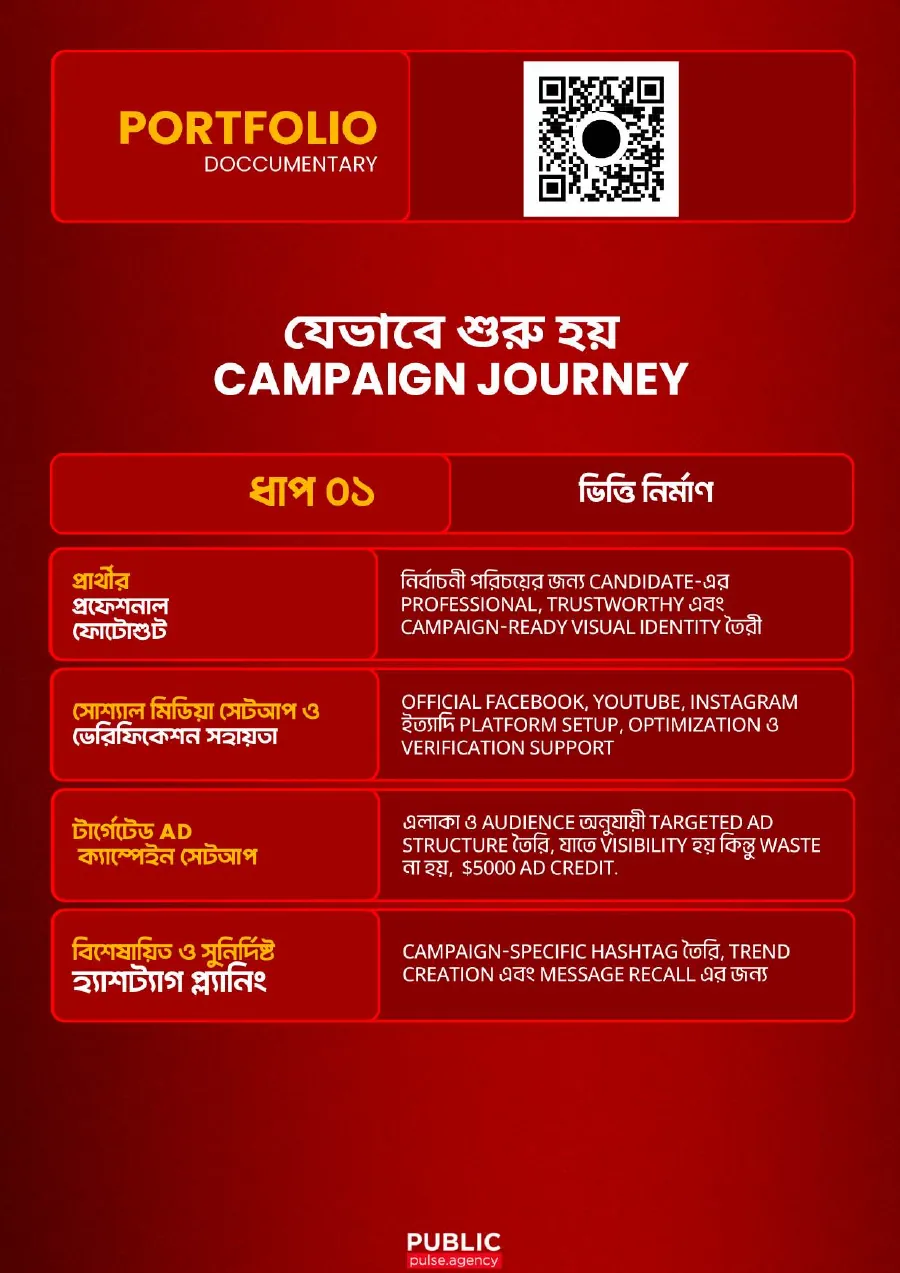 PORTFOLIO
DOCCUMENTARY
যেভাবে শুরু হয়
CAMPAIGN JOURNEY
ধাপ ০১
ভিত্তি নির্মাণ
প্রার্থীর
প্রফেশনাল
ফোটোশুট
নির্বাচনী পরিচয়ের জন্য CANDIDATE-এর
PROFESSIONAL, TRUSTWORTHY এবং
CAMPAIGN-READY VISUAL IDENTITY তৈরী
সোশ্যাল মিডিয়া সেটআপ ও
ভেরিফিকেশন সহায়তা
OFFICIAL FACEBOOK, YOUTUBE, INSTAGRAM
ইত্যাদি PLATFORM SETUP, OPTIMIZATION ও
VERIFICATION SUPPORT
টার্গেটেড AD
ক্যাম্পেইন সেটআপ
এলাকা ও AUDIENCE অনুযায়ী TARGETED AD
STRUCTURE তৈরি, যাতে VISIBILITY হয় কিন্তু WASTE
না হয়, $5000 AD CREDIT.
বিশেষায়িত ও সুনির্দিষ্ট
হ্যাশট্যাগ প্ল্যানিং
CAMPAIGN-SPECIFIC HASHTAG তৈরি, TREND
CREATION এবং MESSAGE RECALL এর জন্য
PUBLIC
pulse.agency